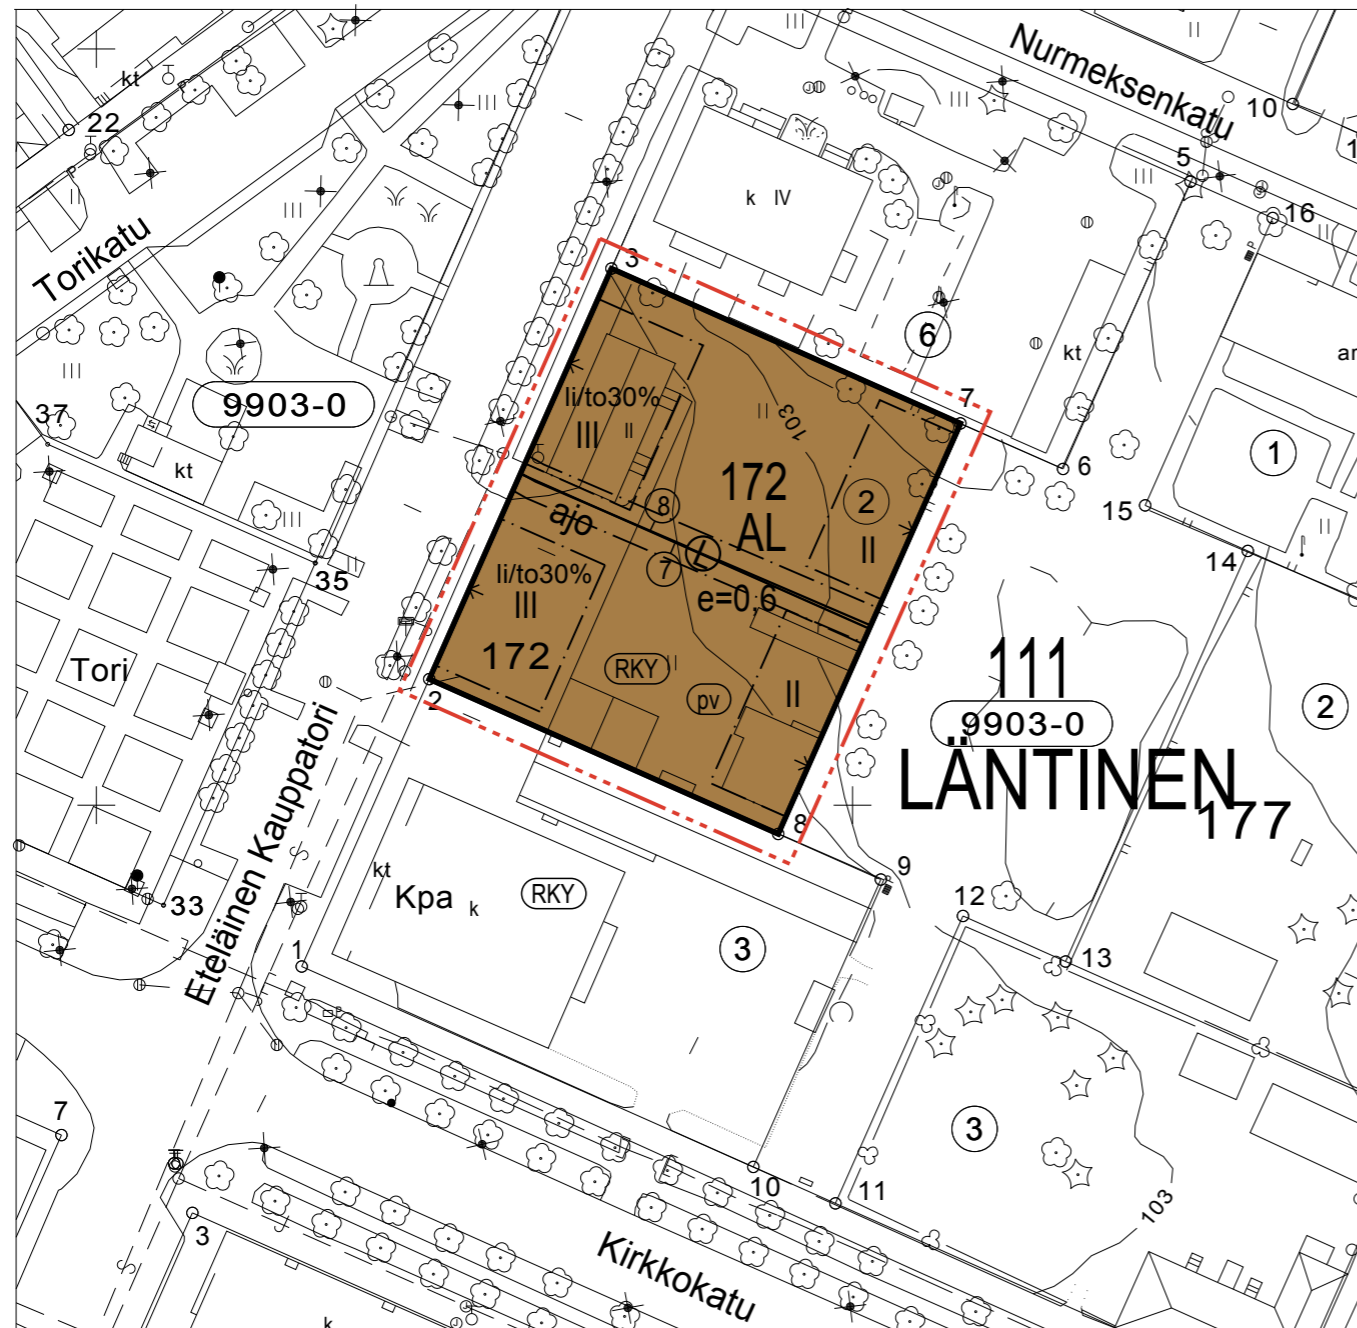 Nurmeksenkatu
10
1
kt
22
5
16
k IV
Torikatu
3
6
kt
ar
9903-0
37
7
li/to30%
III
II
103
6
1
172
2
15
kt
8
ajo
AL
II
14
35
7
li/to30%
III
e=0,6
172
RKY
II
111
Tori
pv
II
2
2
9903-0
LÄNTINEN
177
8
Eteläinen Kauppatori
kt
Kpa
k
RKY
9
33
12
3
1
13
7
3
10
11
103
3
Kirkkokatu
k